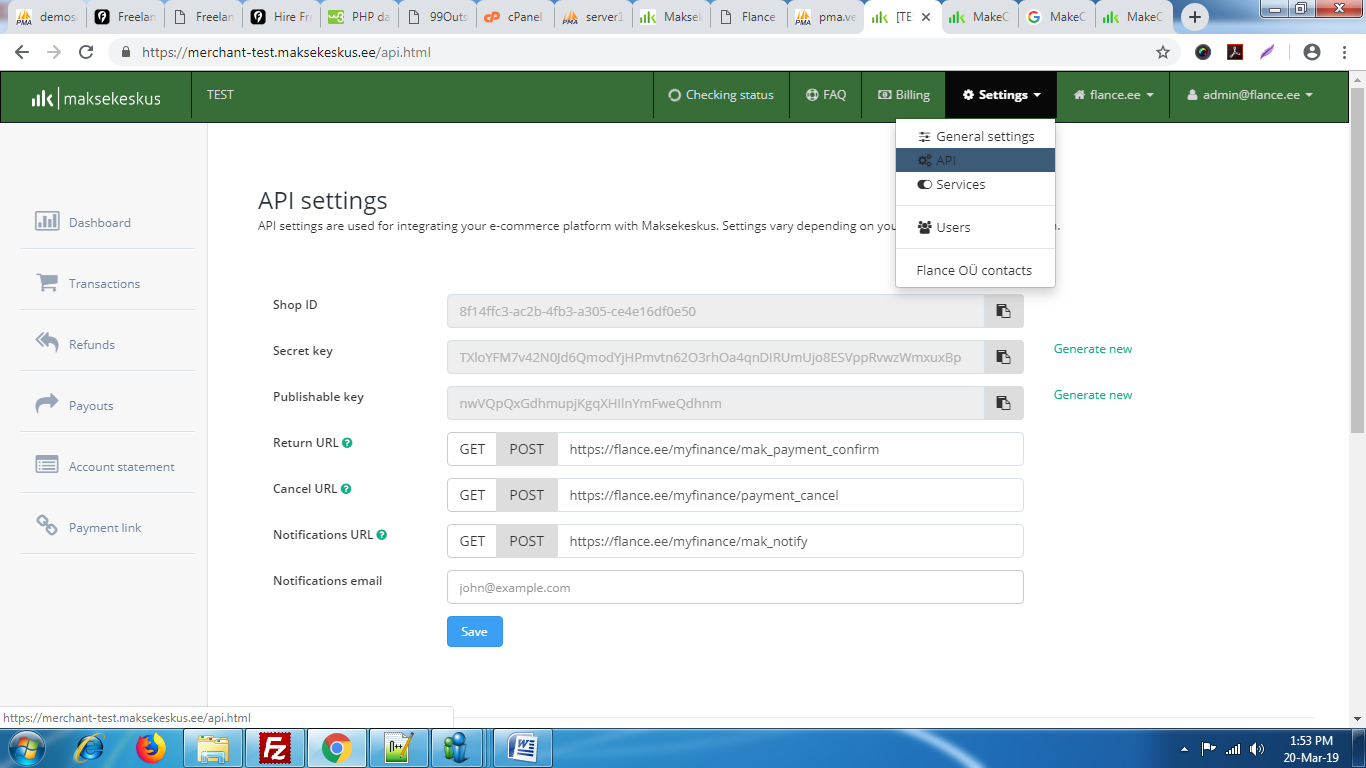 demos
Freelan
Freelan
Hire Fr
PHP da
99Outs
cPanel
server1
Maksek
Flance
pma.ve
[TE
MakeC
MakeC
MakeC
https://merchant-test.maksekeskus.ee/api.html
maksekeskus
TEST
Checking status
FAQ
Billing
Settings
flance.ee
admin@flance.ee
General settings
API
Services
Users
Flance OÜ contacts
Dashboard
Transactions
Refunds
Payouts
Account statement
Payment link
API settings
API settings are used for integrating your e-commerce platform with Maksekeskus. Settings vary depending on you
Shop ID
8f14ffc3-ac2b-4fb3-a305-ce4e16df0e50
Secret key
TXloYFM7v42N0Jd6QmodYjHPmvtn62O3rhOa4qnDIRUmUjo8ESVppRvwzWmxuxBp
Generate new
Publishable key
nwVQpQxGdhmupjKgqXHIlnYmFweQdhnm
Generate new
Return URL
GET POST https://flance.ee/myfinance/mak_payment_confirm
Cancel URL
GET POST https://flance.ee/myfinance/payment_cancel
Notifications URL
GET POST https://flance.ee/myfinance/mak_notify
Notifications email
john@example.com
Save
https://merchant-test.maksekeskus.ee/api.html
1:53 PM
20-Mar-19